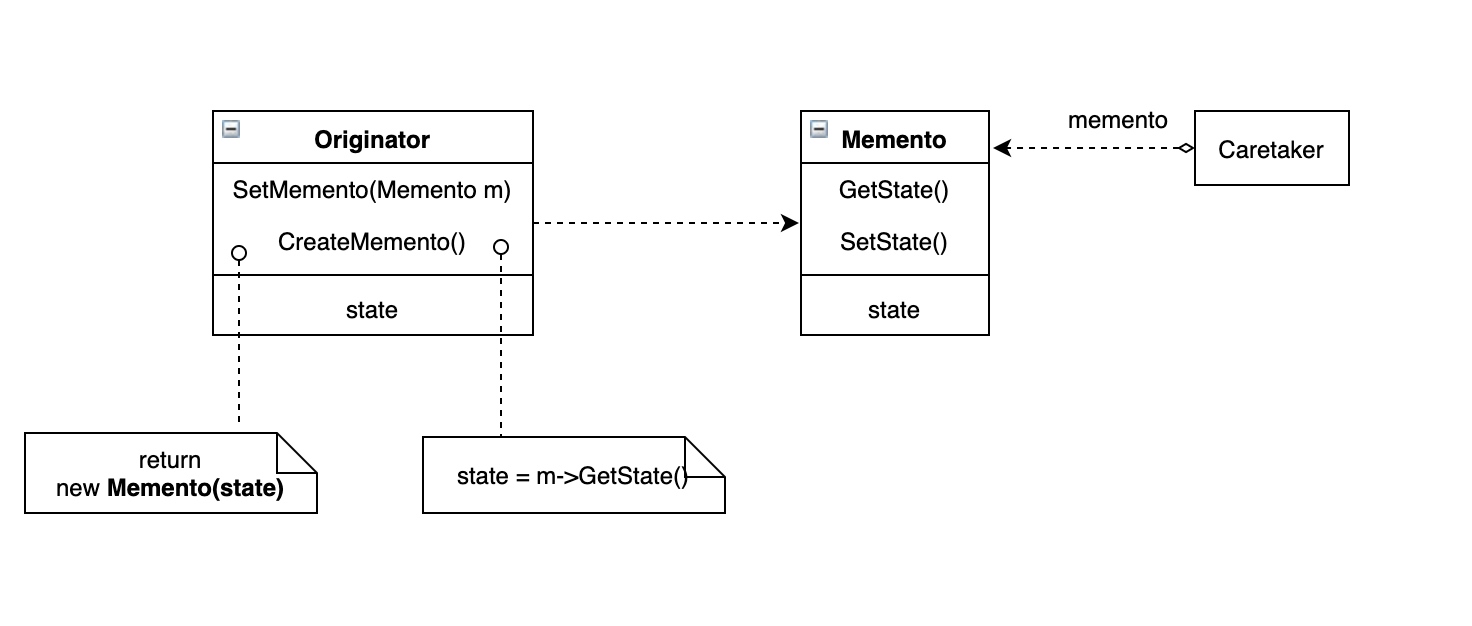 Originator
SetMemento(Memento m)
CreateMemento()
state
Memento
GetState()
SetState()
state
memento
Caretaker
return
new Memento(state)
state = m->GetState()